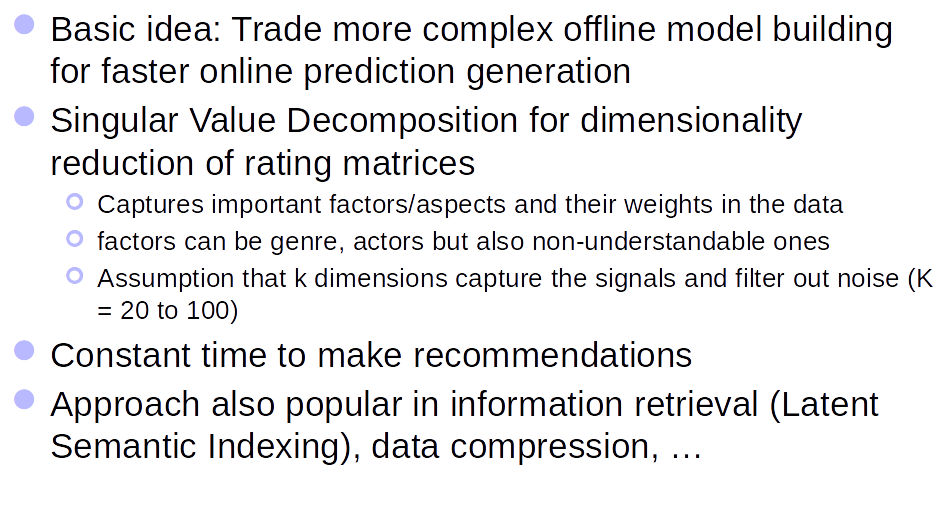 Basic idea: Trade more complex offline model building
for faster online prediction generation
Singular Value Decomposition for dimensionality
reduction of rating matrices
Captures important factors/aspects and their weights in the data
factors can be genre, actors but also non-understandable ones
Assumption that k dimensions capture the signals and filter out noise (K
= 20 to 100)
Constant time to make recommendations
Approach also popular in information retrieval (Latent
Semantic Indexing), data compression, …